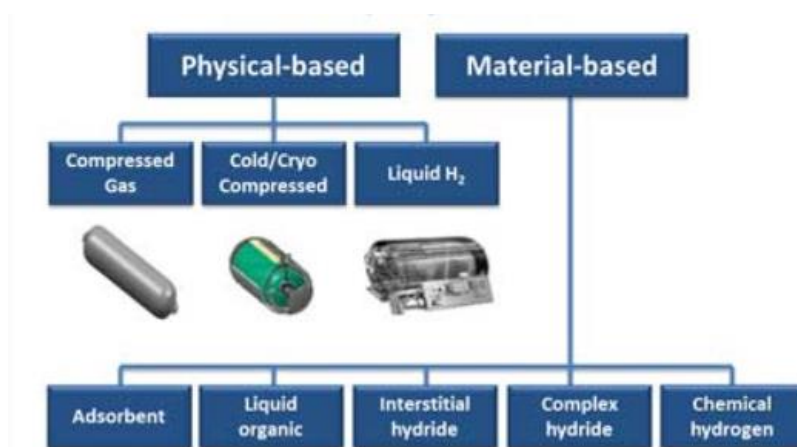 Physical-based
Material-based
Compressed
Gas
Cold/Cryo
Compressed
Liquid H₂
Adsorbent
Liquid
organic
Interstitial
hydride
Complex
hydride
Chemical
hydrogen